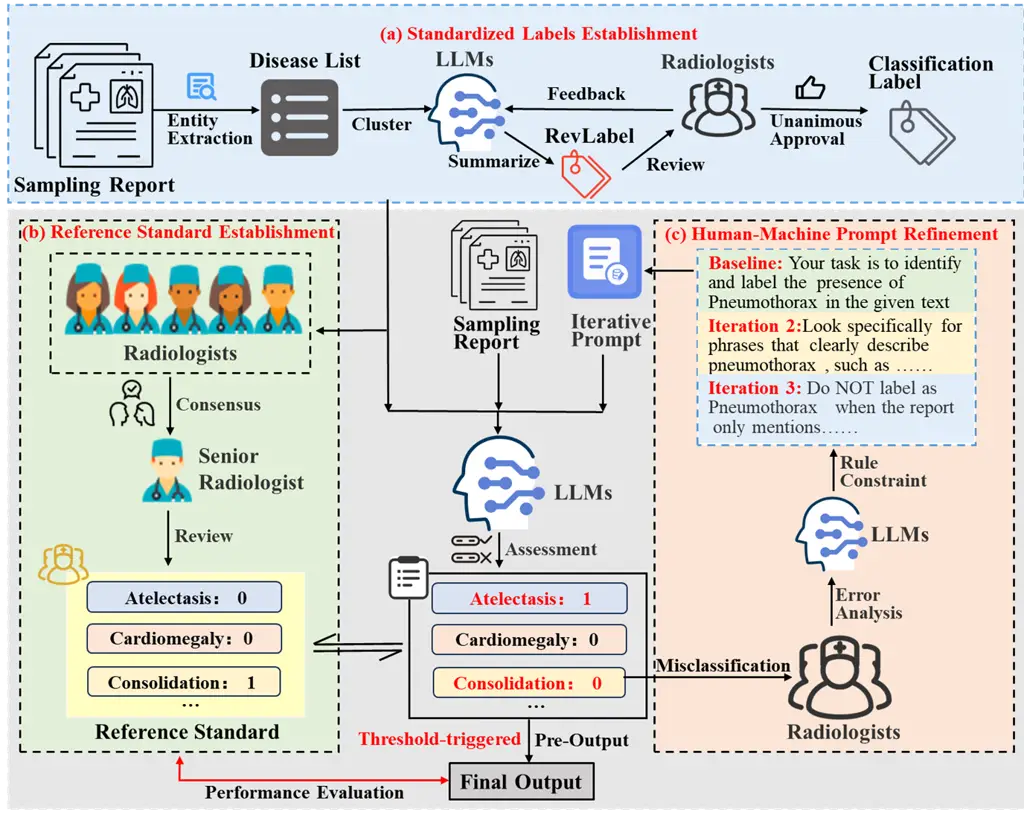 (a) Standardized Labels Establishment
Sampling Report
Entity
Extraction
Disease List
Cluster
LLMs
Summarize
RevLabel
Review
Feedback
Radiologists
Unanimous
Approval
Classification
Label
(b) Reference Standard Establishment
Radiologists
Consensus
Senior
Radiologist
Review
Atelectasis: 0
Cardiomegaly: 0
Consolidation: 1
...
Reference Standard
Sampling
Report
Iterative
Prompt
LLMs
Assessment
Atelectasis: 1
Cardiomegaly: 0
Consolidation: 0
...
Threshold-triggered
Pre-Output
Final Output
Performance Evaluation
(c) Human-Machine Prompt Refinement
Baseline: Your task is to identify
and label the presence of
Pneumothorax in the given text
Iteration 2:Look specifically for
phrases that clearly describe
pneumothorax , such as ……
Iteration 3: Do NOT label as
Pneumothorax when the report
only mentions……
Rule
Constraint
LLMs
Error
Analysis
Misclassification
Radiologists